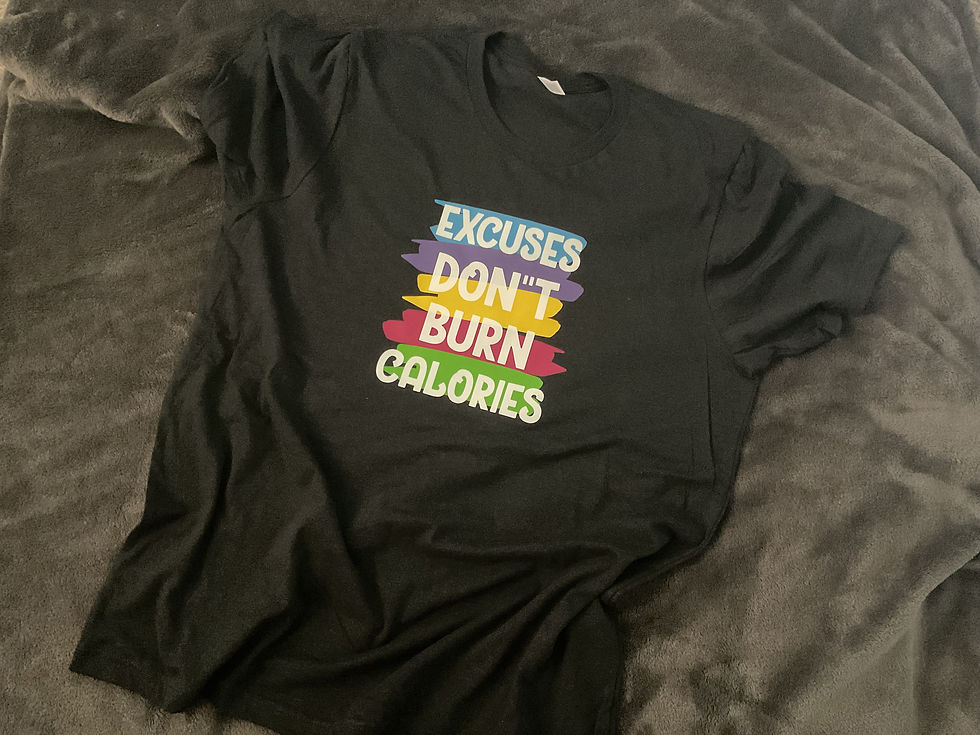 EXCUSES
DON"T
BURN
CALORIES